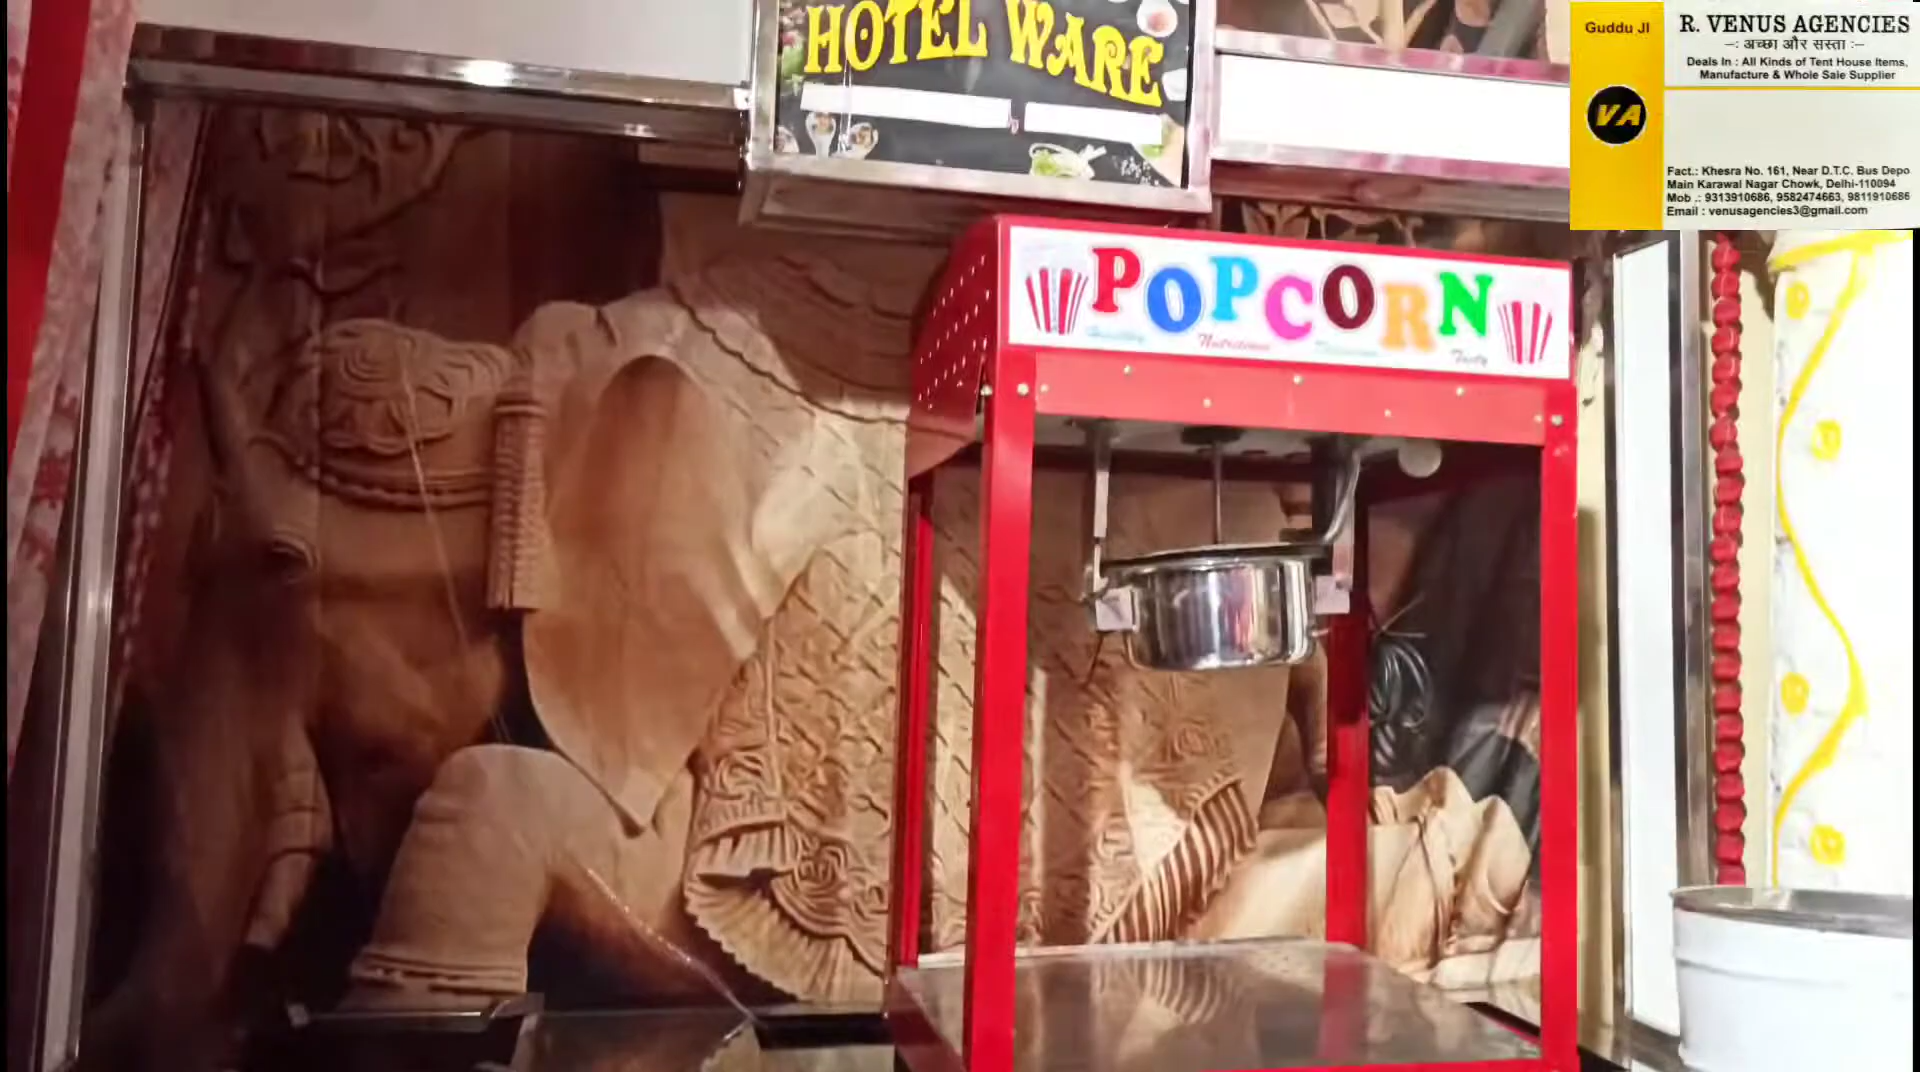 HOTEL WARE
Guddu JI
R. VENUS AGENCIES
-: अच्छा और सस्ता :-
Deals In : All Kinds of Tent House Items,
Manufacture & Whole Sale Supplier
VA
Fact.: Khesra No. 161, Near D.T.C. Bus Depo
Main Karawal Nagar Chowk, Delhi-110094
Mob .: 9313910686, 9582474663, 9811910686
Email : venusagencies3@gmail.com
POPCORN
Nutritious
Tasty